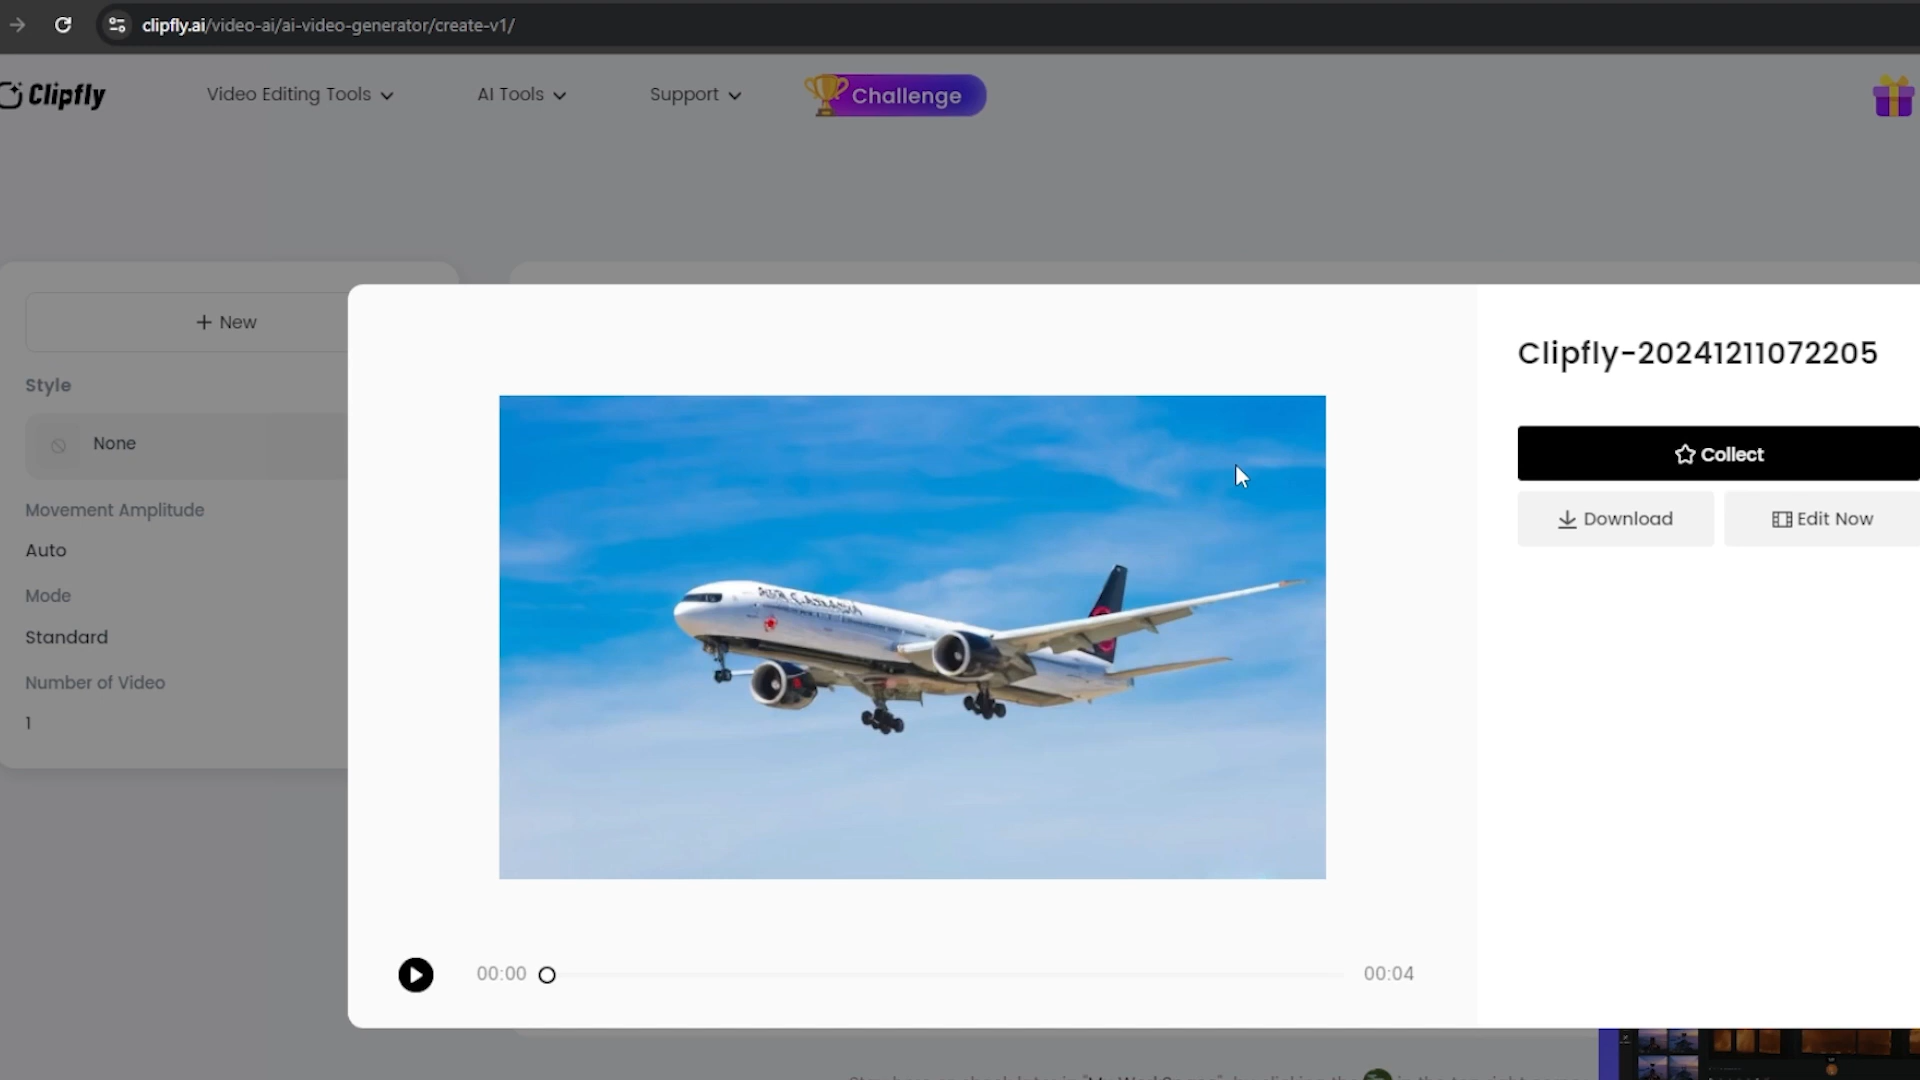 clipfly.ai/video-ai/ai-video-generator/create-v1/
Clipfly
Video Editing Tools
AI Tools
Support
Challenge
+ New
Style
None
Movement Amplitude
Auto
Mode
Standard
Number of Video
1
Clipfly-20241211072205
Collect
Download
Edit Now
00:00
00:04